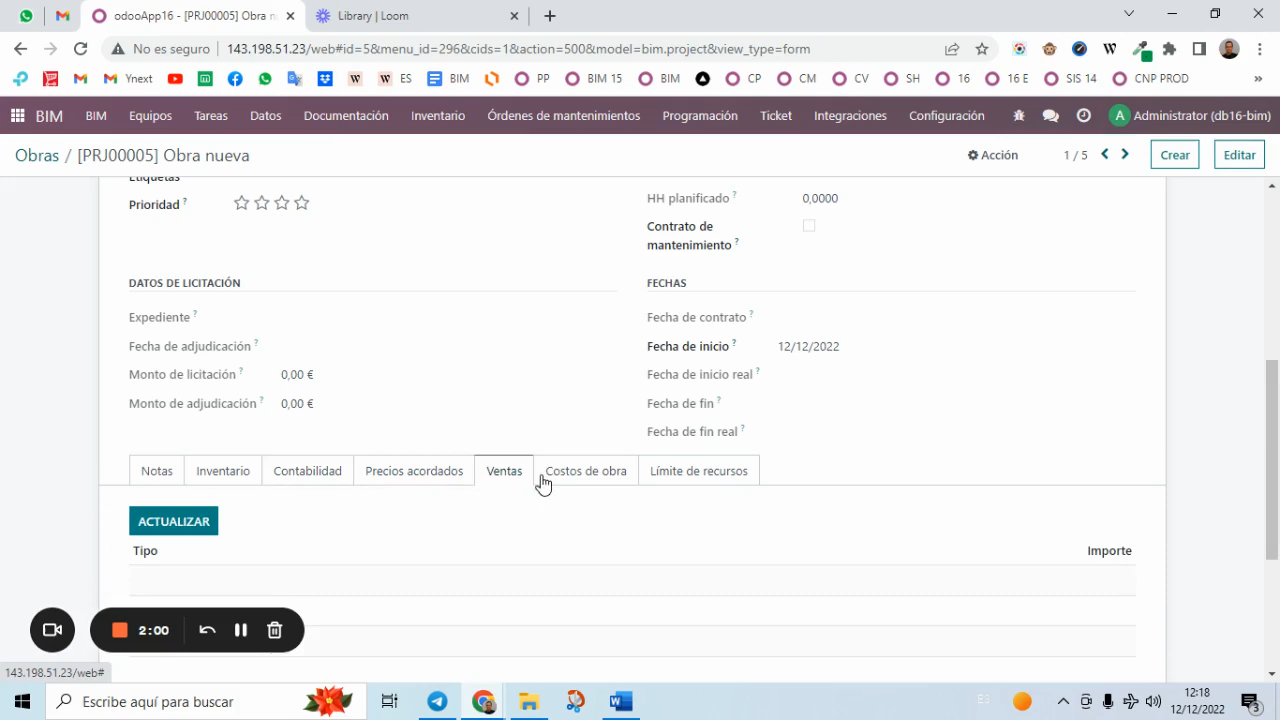 odooApp16 - [PRJ00005] Obra n
Library | Loom
No es seguro 143.198.51.23/web#id=5&menu_id=296&cids=1&action=500&model=bim.project&view_type=form
Ynext ES BIM PP BIM 15 BIM CP CM CV SH 16 16 E SIS 14 CNP PROD »
BIM BIM Equipos Tareas Datos Documentación Inventario Órdenes de mantenimientos Programación Ticket Integraciones Configuración A Administrator (db16-bim)
Obras / [PRJ00005] Obra nueva Acción 1 / 5 Crear Editar
Etiquetas
Prioridad ?
HH planificado ? 0,0000
Contrato de
mantenimiento ?
DATOS DE LICITACIÓN
Expediente ?
Fecha de adjudicación ?
Monto de licitación ? 0,00 €
Monto de adjudicación ? 0,00 €
FECHAS
Fecha de contrato ?
Fecha de inicio ? 12/12/2022
Fecha de inicio real ?
Fecha de fin ?
Fecha de fin real ?
Notas Inventario Contabilidad Precios acordados Ventas Costos de obra Límite de recursos
ACTUALIZAR
Tipo Importe
2:00
143.198.51.23/web#
Escribe aquí para buscar
ES
12:18
12/12/2022
3